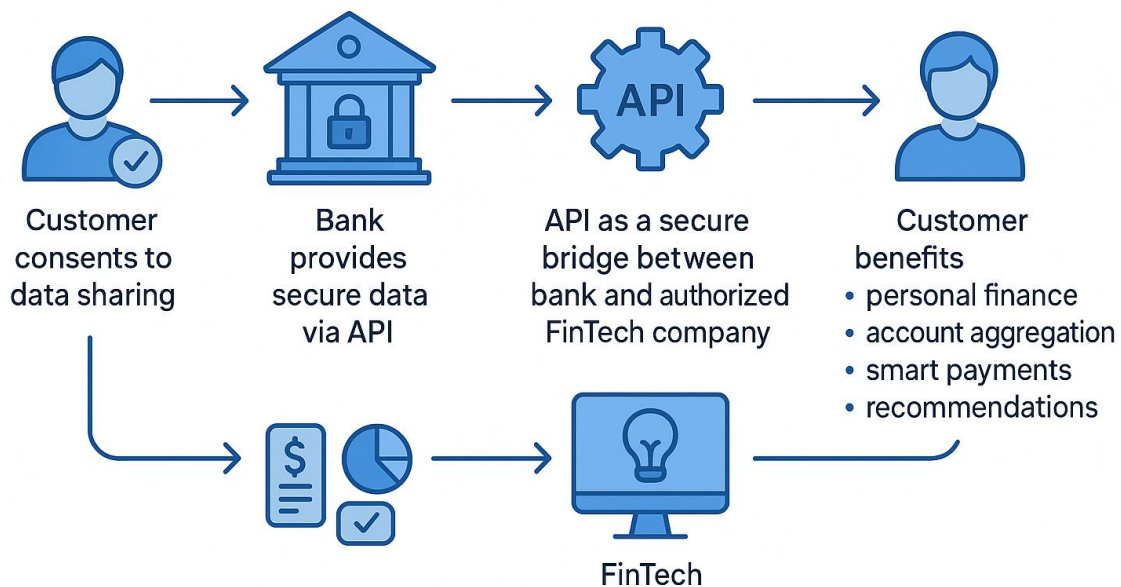 Customer
consents to
data sharing
Bank
provides
secure data
via API
API
API as a secure
bridge between
bank and authorized
FinTech company
Customer
benefits
• personal finance
• account aggregation
• smart payments
• recommendations
$
FinTech